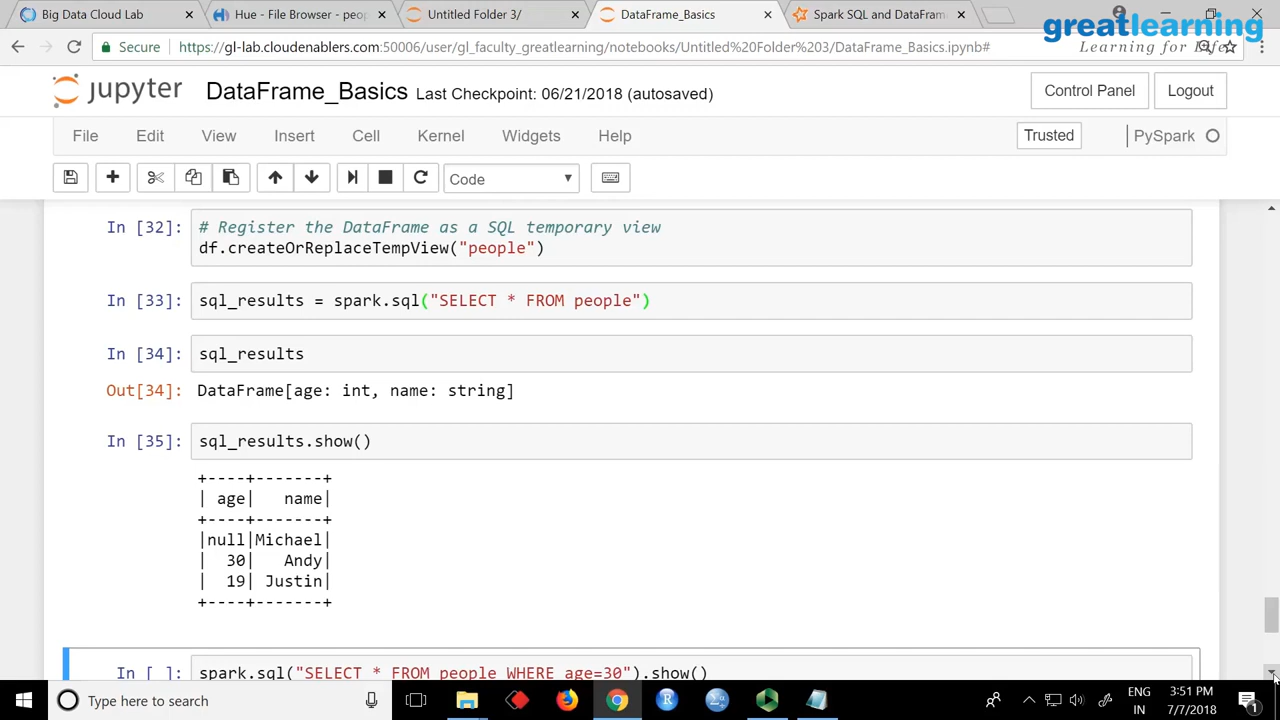 Big Data Cloud Lab
Hue - File Browser - peo
Untitled Folder 3/
DataFrame_Basics
Spark SQL and DataFram
greatlearning
Learning for Life
Secure
https://gl-lab.cloudenablers.com:50006/user/gl_faculty_greatlearning/notebooks/Untitled%20Folder%203/DataFrame_Basics.ipynb#
jupyter
DataFrame_Basics Last Checkpoint: 06/21/2018 (autosaved)
Control Panel
Logout
File Edit View Insert Cell Kernel Widgets Help
Trusted
PySpark
Code
In [32]: # Register the DataFrame as a SQL temporary view
df.createOrReplaceTempView("people")
In [33]: sql_results = spark.sql("SELECT * FROM people")
In [34]: sql_results
Out[34]: DataFrame[age: int, name: string]
In [35]: sql_results.show()
+----+-------+
| age|   name|
+----+-------+
|null|Michael|
|  30|   Andy|
|  19| Justin|
+----+-------+
In [ ]: spark.sql("SELECT * FROM people WHERE age=30").show()
Type here to search
ENG
IN
3:51 PM
7/7/2018
1